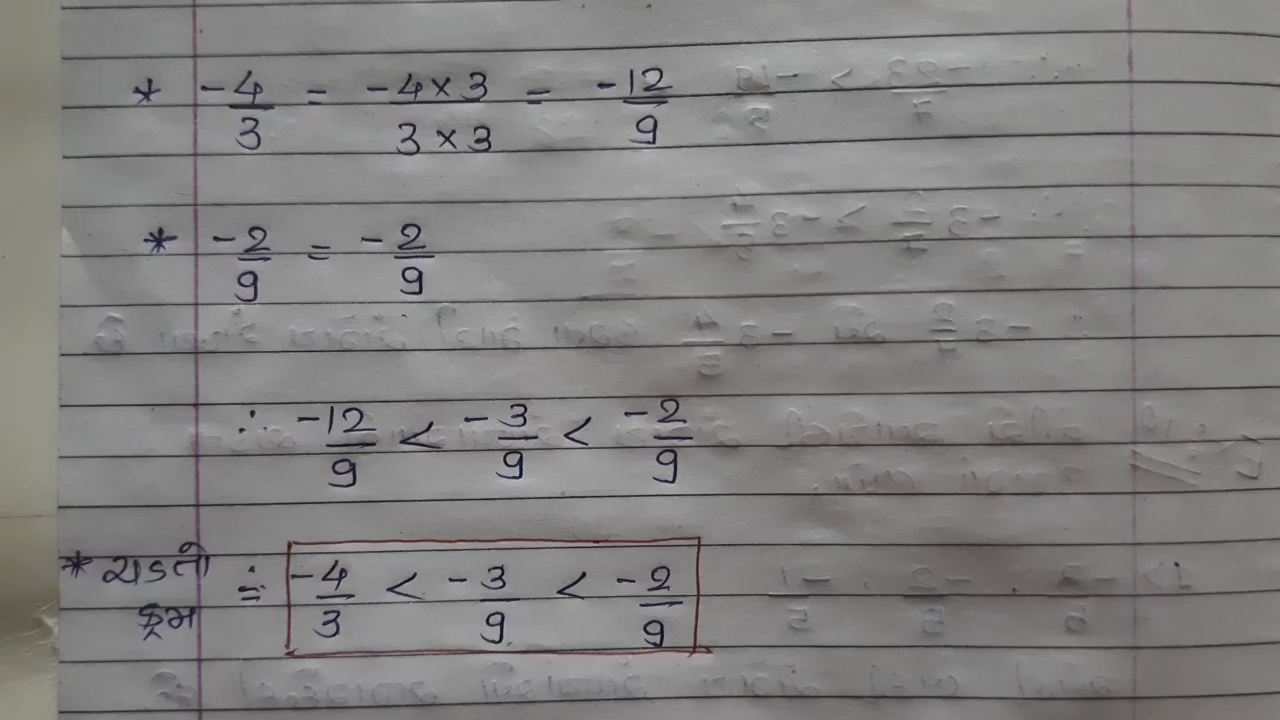 * -4/3 = -4×3/3×3 = -12/9
* -2/9 = -2/9
∴ -12/9 < -3/9 < -2/9
* ચડતો ક્રમ ∴= -4/3 < -3/9 < -2/9